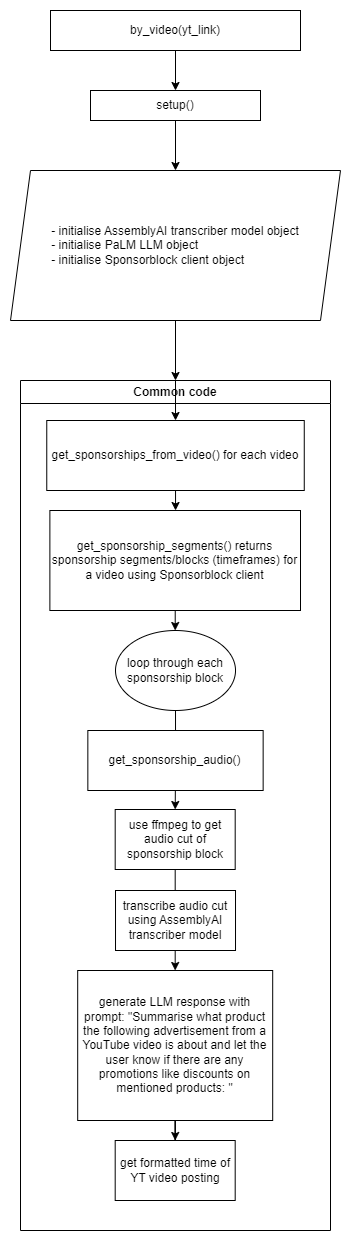 by_video(yt_link)
setup()
- initialise AssemblyAI transcriber model object
- initialise PaLM LLM object
- initialise Sponsorblock client object
Common code
get_sponsorships_from_video() for each video
get_sponsorship_segments() returns
sponsorship segments/blocks (timeframes) for
a video using Sponsorblock client
loop through each
sponsorship block
get_sponsorship_audio()
use ffmpeg to get
audio cut of
sponsorship block
transcribe audio cut
using AssemblyAI
transcriber model
generate LLM response with
prompt: "Summarise what product
the following advertisement from a
YouTube video is about and let the
user know if there are any
promotions like discounts on
mentioned products: "
get formatted time of
YT video posting